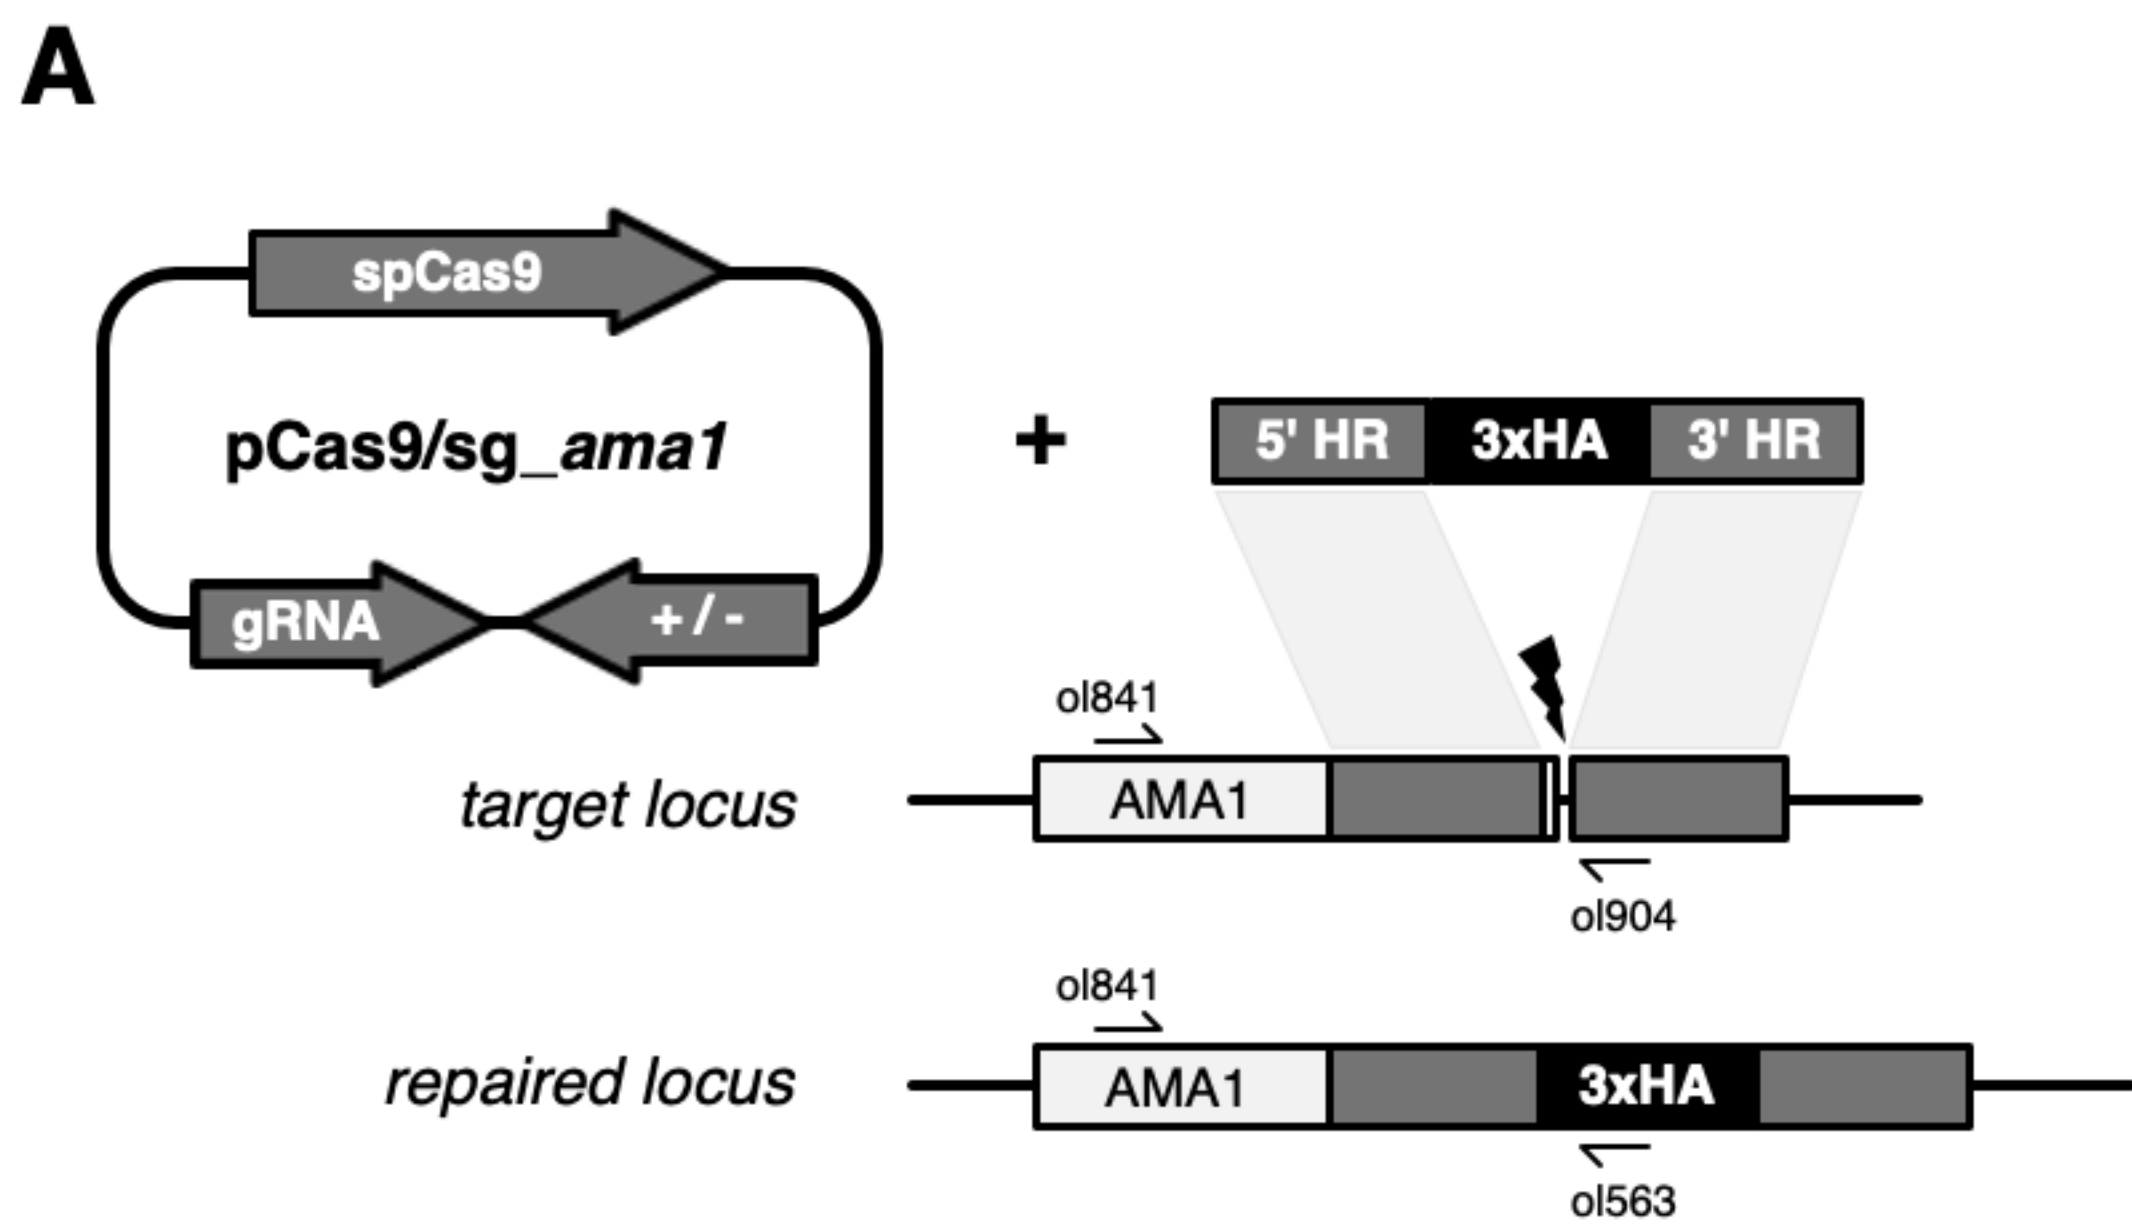 A
spCas9
pCas9/sg_ama1
gRNA
+ / -
+
5' HR 3xHA 3' HR
ol841
target locus
AMA1
ol904
ol841
repaired locus
AMA1
3xHA
ol563